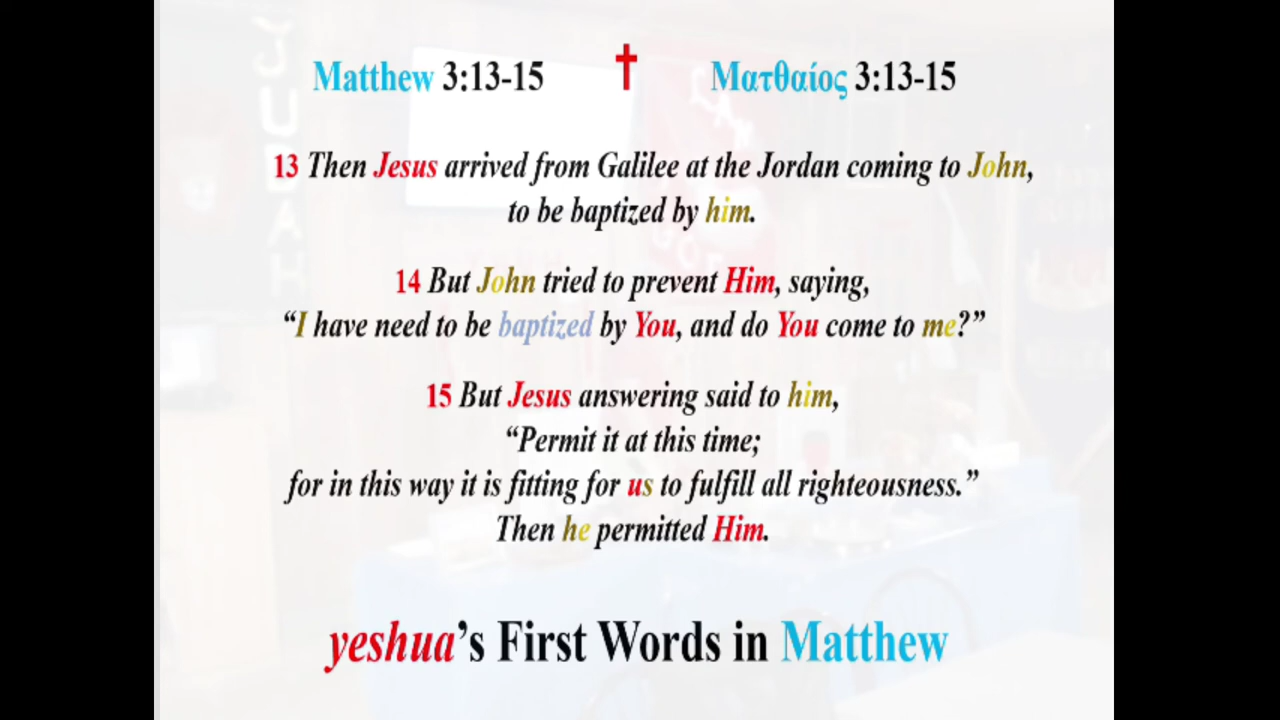 Matthew 3:13-15 ✝ Ματθαίος 3:13-15
13 Then Jesus arrived from Galilee at the Jordan coming to John,
to be baptized by him.
14 But John tried to prevent Him, saying,
“I have need to be baptized by You, and do You come to me?”
15 But Jesus answering said to him,
“Permit it at this time;
for in this way it is fitting for us to fulfill all righteousness.”
Then he permitted Him.
yeshua’s First Words in Matthew
JUDAH